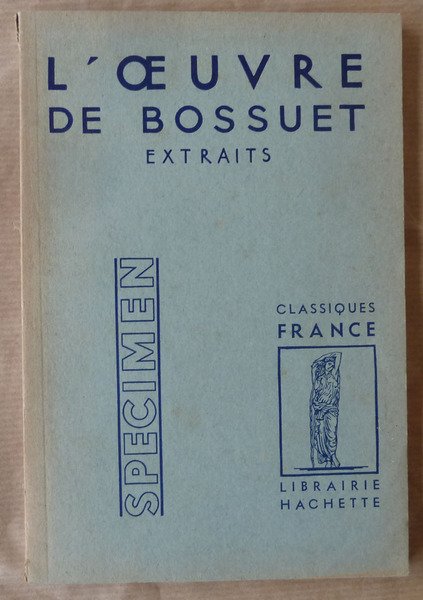 L'ŒUVRE
DE BOSSUET
EXTRAITS
SPECIMEN
CLASSIQUES
FRANCE
LIBRAIRIE
HACHETTE